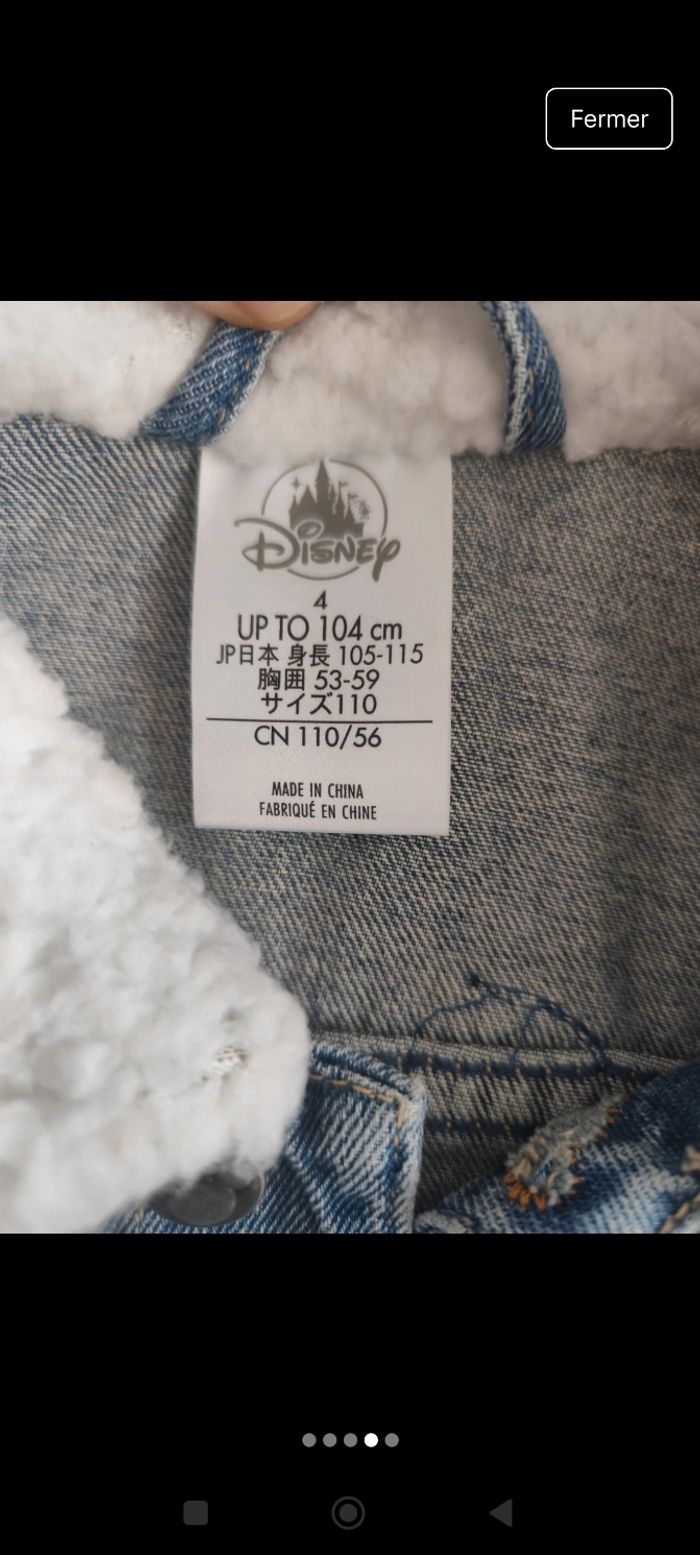 Fermer
Disney
4
UP TO 104 cm
JP日本 身長 105-115
胸囲 53-59
サイズ110
CN 110/56
MADE IN CHINA
FABRIQUÉ EN CHINE